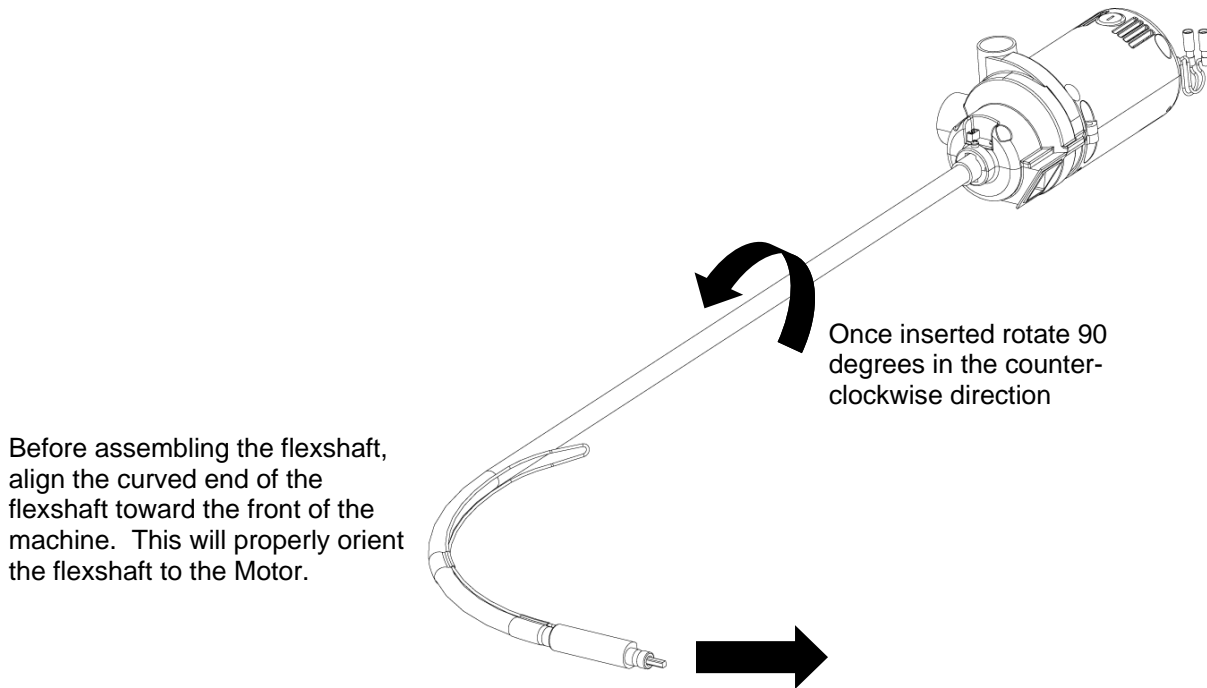 Once inserted rotate 90
degrees in the counter-
clockwise direction
Before assembling the flexshaft,
align the curved end of the
flexshaft toward the front of the
machine.  This will properly orient
the flexshaft to the Motor.